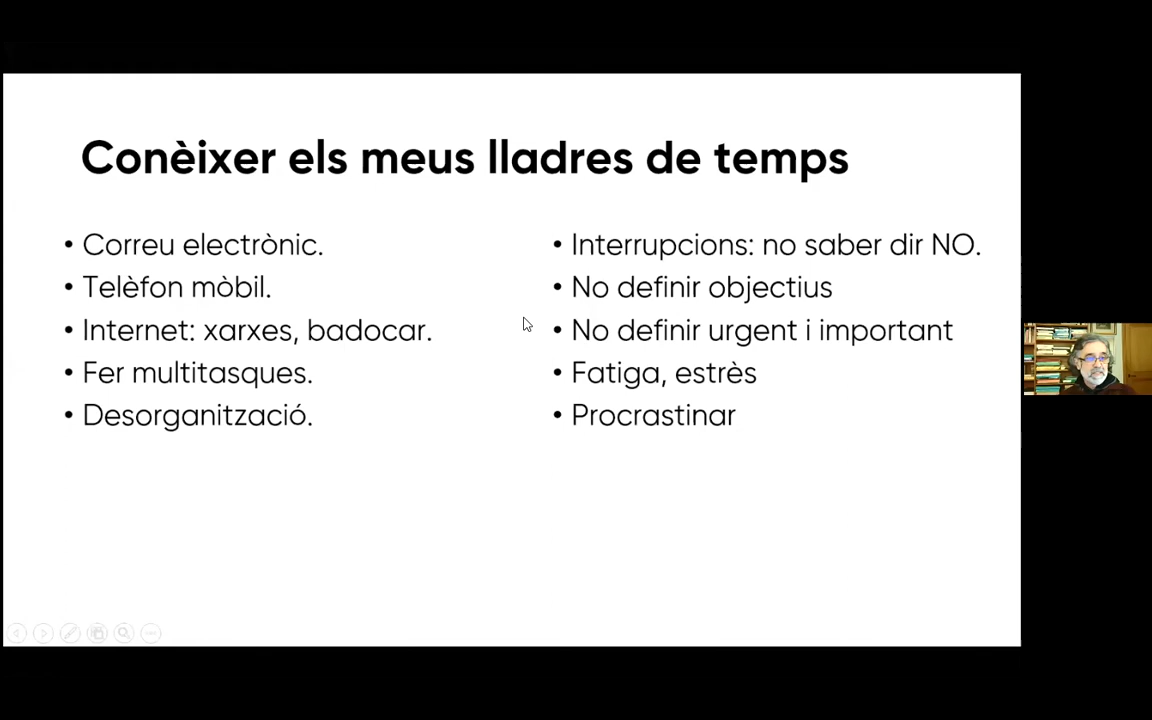 Conèixer els meus lladres de temps
• Correu electrònic.
• Telèfon mòbil.
• Internet: xarxes, badocar.
• Fer multitasques.
• Desorganització.
• Interrupcions: no saber dir NO.
• No definir objectius
• No definir urgent i important
• Fatiga, estrès
• Procrastinar